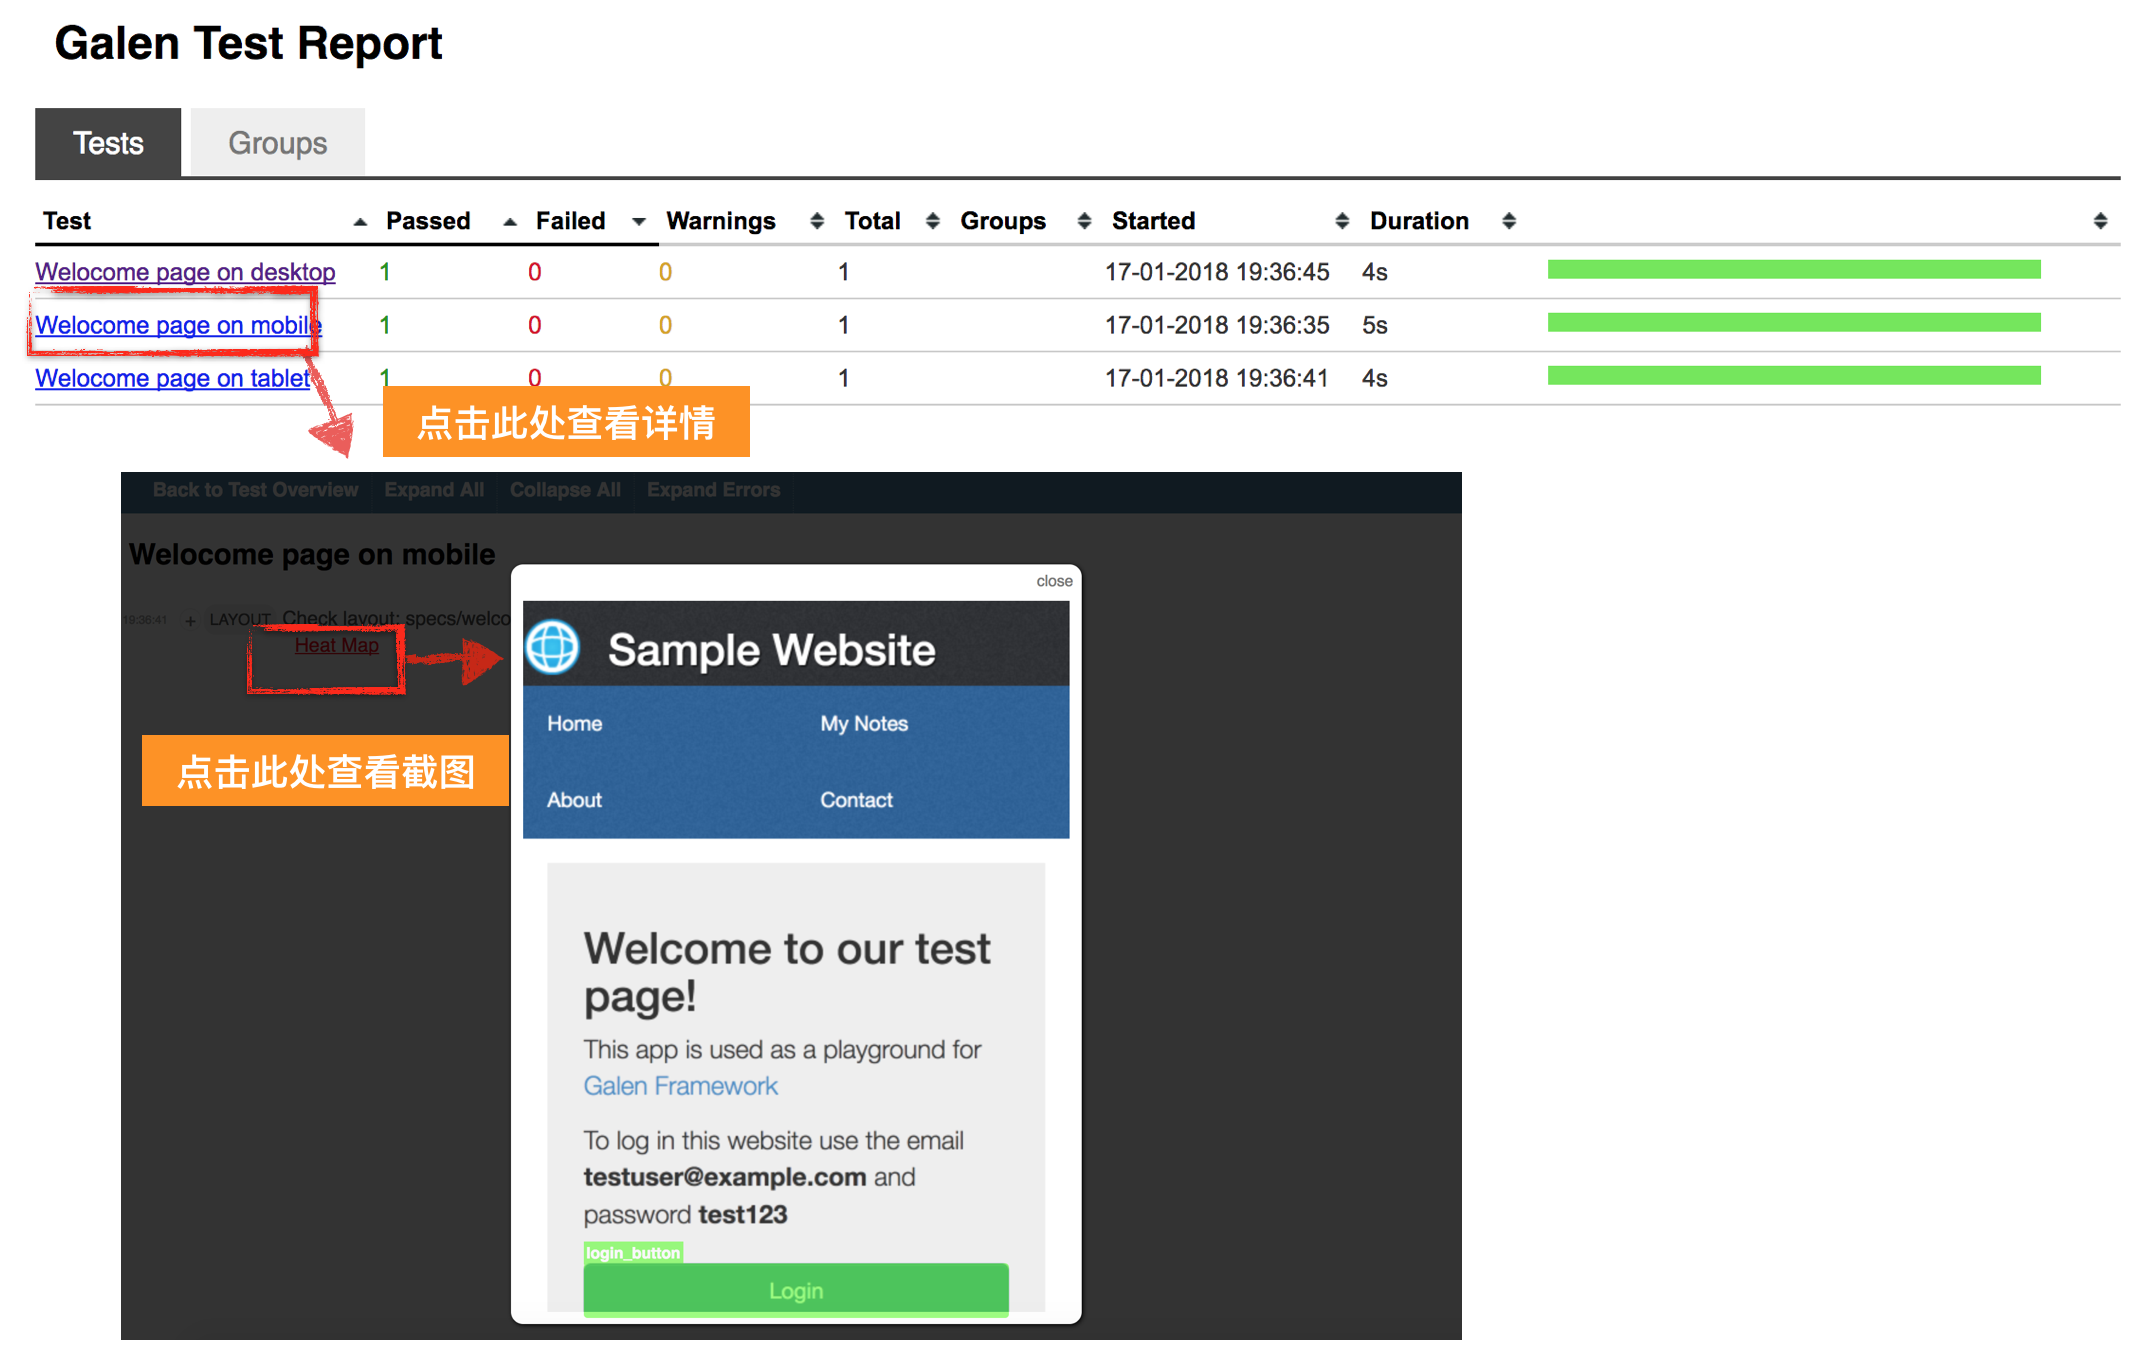 Galen Test Report
Tests
Groups
Test Passed Failed Warnings Total Groups Started Duration
Welocome page on desktop 1 0 0 1 17-01-2018 19:36:45 4s
Welocome page on mobile 1 0 0 1 17-01-2018 19:36:35 5s
Welocome page on tablet 1 0 0 1 17-01-2018 19:36:41 4s
点击此处查看详情
Back to Test Overview Expand All Collapse All Expand Errors
Welocome page on mobile
19:36:41 + LAYOUT Check layout: specs/welco
Heat Map
点击此处查看截图
close
Sample Website
Home My Notes
About Contact
Welcome to our test
page!
This app is used as a playground for
Galen Framework
To log in this website use the email
testuser@example.com and
password test123
login_button
Login